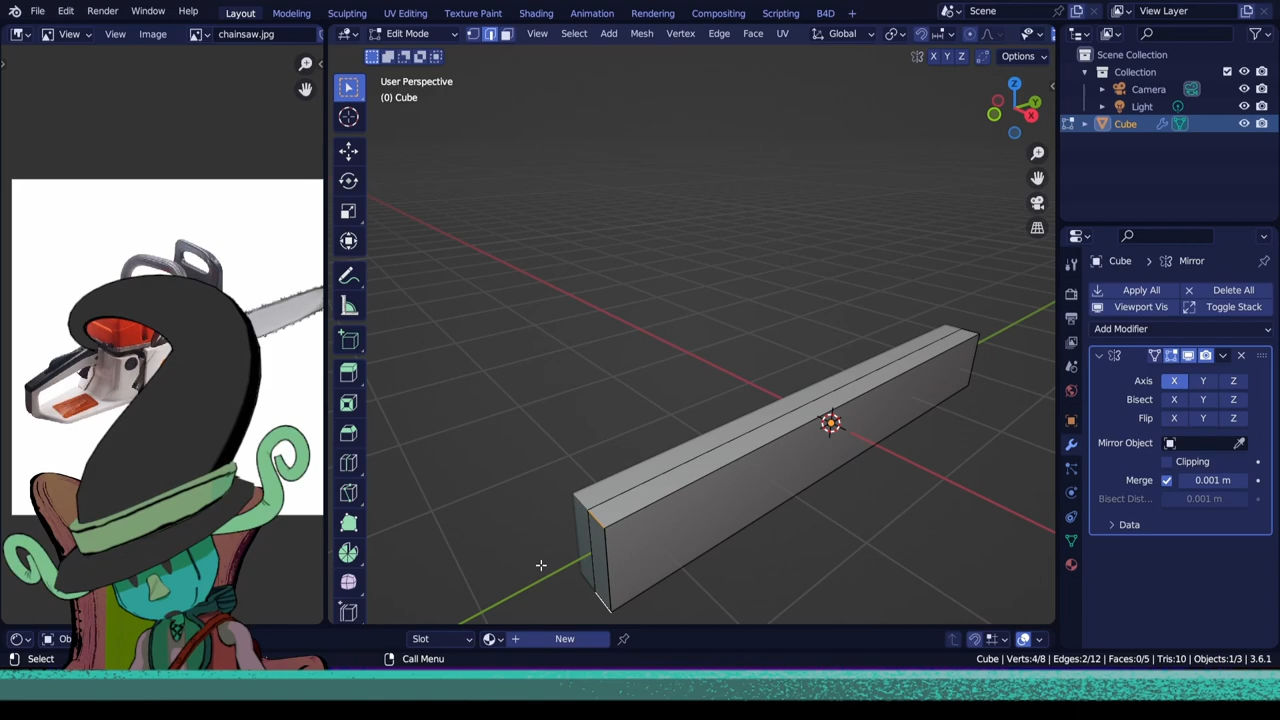 File Edit Render Window Help Layout Modeling Sculpting UV Editing Texture Paint Shading Animation Rendering Compositing Scripting B4D + Scene View Layer
View View Image chainsaw.jpg Edit Mode View Select Add Mesh Vertex Edge Face UV Global
X Y Z Options
User Perspective
(0) Cube
Scene Collection
Collection
Camera
Light
Cube
Z
Y
X
Cube > Mirror
Apply All Delete All
Viewport Vis Toggle Stack
Add Modifier
Axis X Y Z
Bisect X Y Z
Flip X Y Z
Mirror Object
Clipping
Merge 0.001 m
Bisect Dist... 0.001 m
Data
Ob Slot + New
Select Call Menu Cube | Verts:4/8 | Edges:2/12 | Faces:0/5 | Tris:10 | Objects:1/3 | 3.6.1